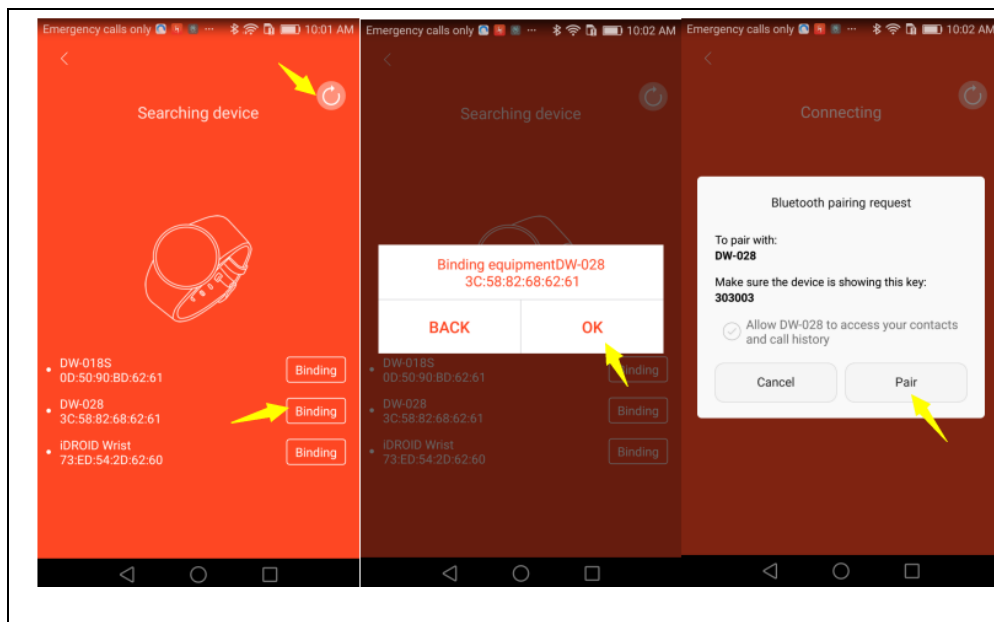 Emergency calls only ... 10:01 AM
Searching device
DW-018S
0D:50:90:BD:62:61
Binding
DW-028
3C:58:82:68:62:61
Binding
iDROID Wrist
73:ED:54:2D:62:60
Binding
Emergency calls only ... 10:02 AM
Searching device
Binding equipmentDW-028
3C:58:82:68:62:61
BACK OK
DW-018S
0D:50:90:BD:62:61
Binding
DW-028
3C:58:82:68:62:61
Binding
iDROID Wrist
73:ED:54:2D:62:60
Binding
Emergency calls only ... 10:02 AM
Connecting
Bluetooth pairing request
To pair with:
DW-028
Make sure the device is showing this key:
303003
Allow DW-028 to access your contacts
and call history
Cancel Pair